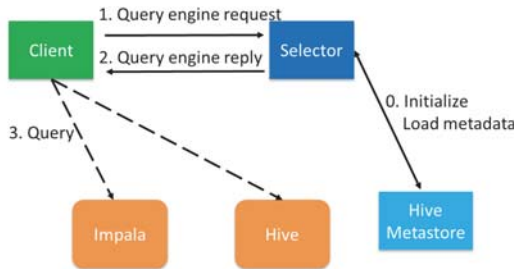 1. Query engine request
Client
Selector
2. Query engine reply
0. Initialize
Load metadata
3. Query
Impala
Hive
Hive
Metastore